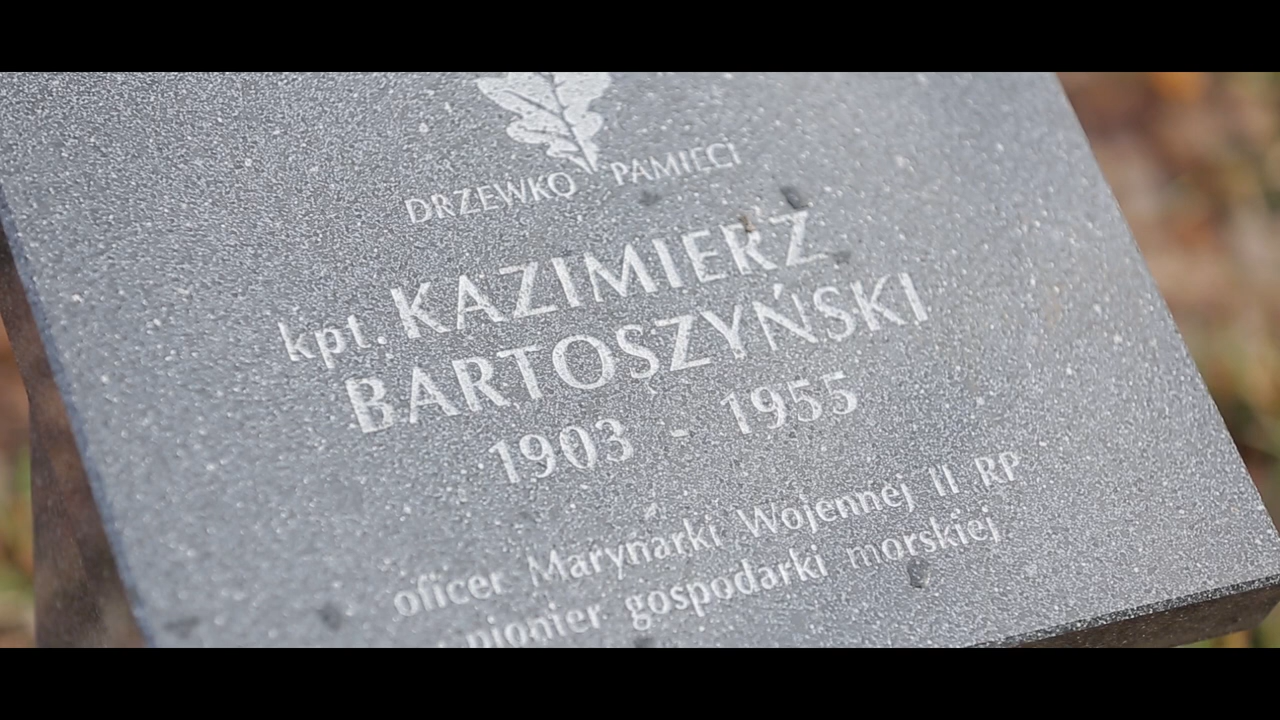 DRZEWKO PAMIĘCI
kpt. KAZIMIERZ
BARTOSZYŃSKI
1903 - 1955
oficer Marynarki Wojennej II RP
pionier gospodarki morskiej